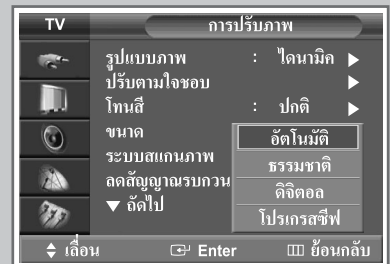 TV การปรับภาพ
รูปแบบภาพ : ไดนามิค ▶
ปรับตามใจชอบ ▶
โทนสี : ปกติ ▶
ขนาด
ระบบสแกนภาพ
ลดสัญญาณรบกวน
▼ ถัดไป
อัตโนมัติ
ธรรมชาติ
ดิจิตอล
โปรเกรสซีฟ
เลื่อน Enter ย้อนกลับ